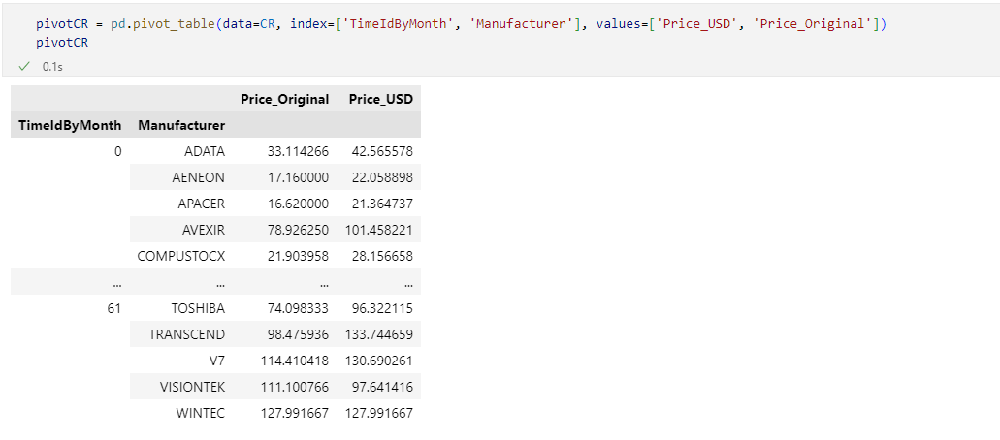 pivotCR = pd.pivot_table(data=CR, index=['TimeIdByMonth', 'Manufacturer'], values=['Price_USD', 'Price_Original'])
pivotCR
0.1s
Price_Original Price_USD
TimeIdByMonth Manufacturer
0 ADATA 33.114266 42.565578
AENEON 17.160000 22.058898
APACER 16.620000 21.364737
AVEXIR 78.926250 101.458221
COMPUSTOCX 21.903958 28.156658
... ... ... ...
61 TOSHIBA 74.098333 96.322115
TRANSCEND 98.475936 133.744659
V7 114.410418 130.690261
VISIONTEK 111.100766 97.641416
WINTEC 127.991667 127.991667